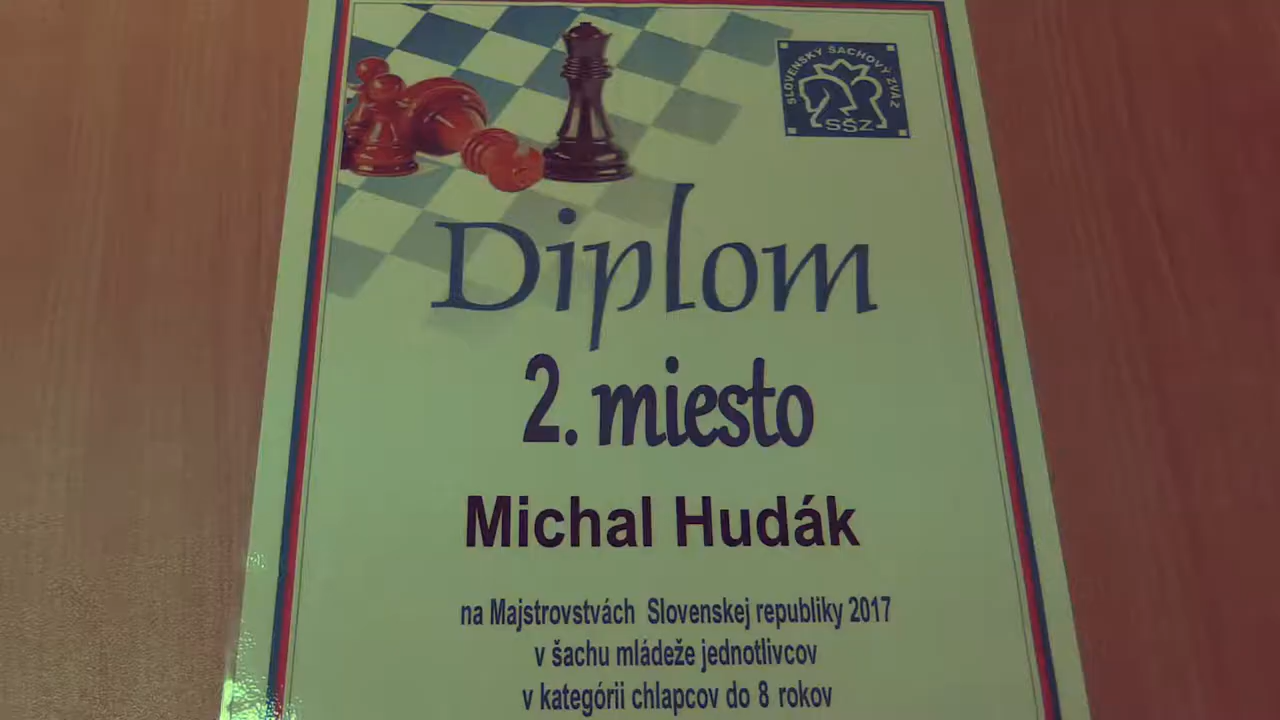 SLOVENSKÝ ŠACHOVÝ ZVÄZ
SŠZ
Diplom
2. miesto
Michal Hudák
na Majstrovstvách Slovenskej republiky 2017
v šachu mládeže jednotlivcov
v kategórii chlapcov do 8 rokov